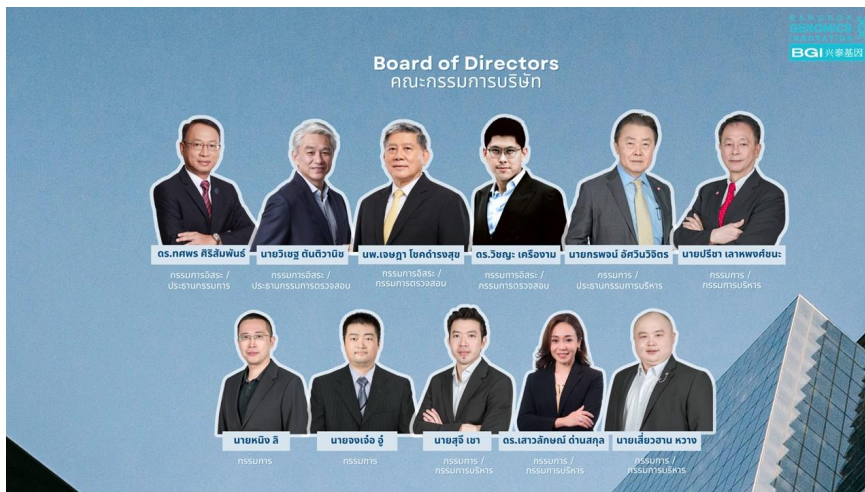 BANGKOK
GENOMICS
INNOVATION
BGI 兴泰基因
Board of Directors
คณะกรรมการบริษัท
ดร.ทศพร ศิริสัมพันธ์
นายวิเชฐ ตันติวานิช
นพ.เจษฎา โชคดำรงสุข
ดร.วิชญะ เครืองาม
นายกรพจน์ อัศวินวิจิตร
นายปรีชา เลาหพงศ์ชนะ
กรรมการอิสระ /
ประธานกรรมการ
กรรมการอิสระ /
ประธานกรรมการตรวจสอบ
กรรมการอิสระ /
กรรมการตรวจสอบ
กรรมการอิสระ /
กรรมการตรวจสอบ
กรรมการ /
ประธานกรรมการบริหาร
กรรมการ /
กรรมการบริหาร
นายหนิง ลิ
นายจงเจ๋อ อู๋
นายสุจี เชา
ดร.เสาวลักษณ์ ด่านสกุล
นายเสี่ยวฮาน หวาง
กรรมการ
กรรมการ
กรรมการ /
กรรมการบริหาร
กรรมการ /
กรรมการบริหาร
กรรมการ /
กรรมการบริหาร